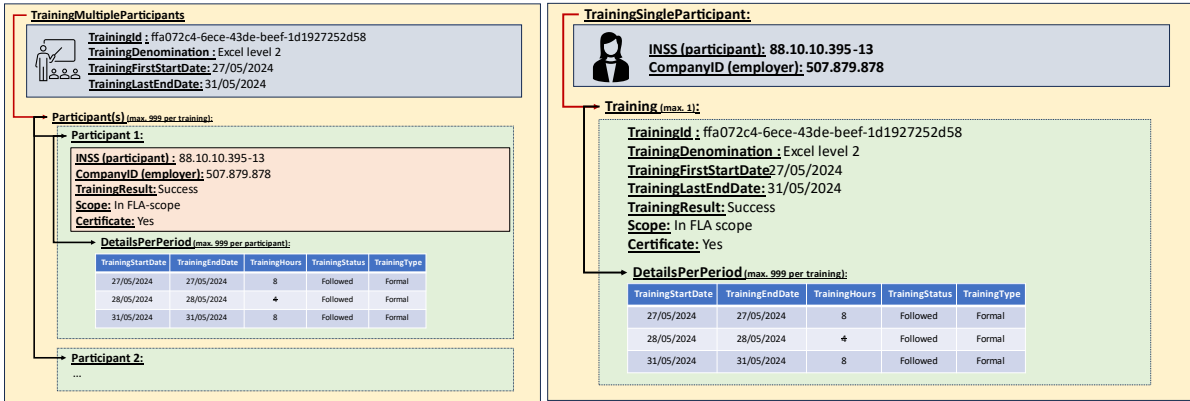 TrainingMultipleParticipants
TrainingId : ffa072c4-6ece-43de-beef-1d1927252d58
TrainingDenomination : Excel level 2
TrainingFirstStartDate: 27/05/2024
TrainingLastEndDate: 31/05/2024
Participant(s) (max. 999 per training):
Participant 1:
INSS (participant) : 88.10.10.395-13
CompanyID (employer): 507.879.878
TrainingResult: Success
Scope: In FLA-scope
Certificate: Yes
DetailsPerPeriod (max. 999 per participant):
TrainingStartDate TrainingEndDate TrainingHours TrainingStatus TrainingType
27/05/2024 27/05/2024 8 Followed Formal
28/05/2024 28/05/2024 4 Followed Formal
31/05/2024 31/05/2024 8 Followed Formal
Participant 2:
...
TrainingSingleParticipant:
INSS (participant): 88.10.10.395-13
CompanyID (employer): 507.879.878
Training (max. 1):
TrainingId : ffa072c4-6ece-43de-beef-1d1927252d58
TrainingDenomination : Excel level 2
TrainingFirstStartDate27/05/2024
TrainingLastEndDate: 31/05/2024
TrainingResult: Success
Scope: In FLA scope
Certificate: Yes
DetailsPerPeriod (max. 999 per training):
TrainingStartDate TrainingEndDate TrainingHours TrainingStatus TrainingType
27/05/2024 27/05/2024 8 Followed Formal
28/05/2024 28/05/2024 4 Followed Formal
31/05/2024 31/05/2024 8 Followed Formal